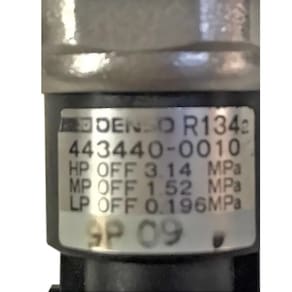 DENSO R134a
443440-0010
HP OFF 3.14 MPa
MP OFF 1.52 MPa
LP OFF 0.196MPa
9P 09